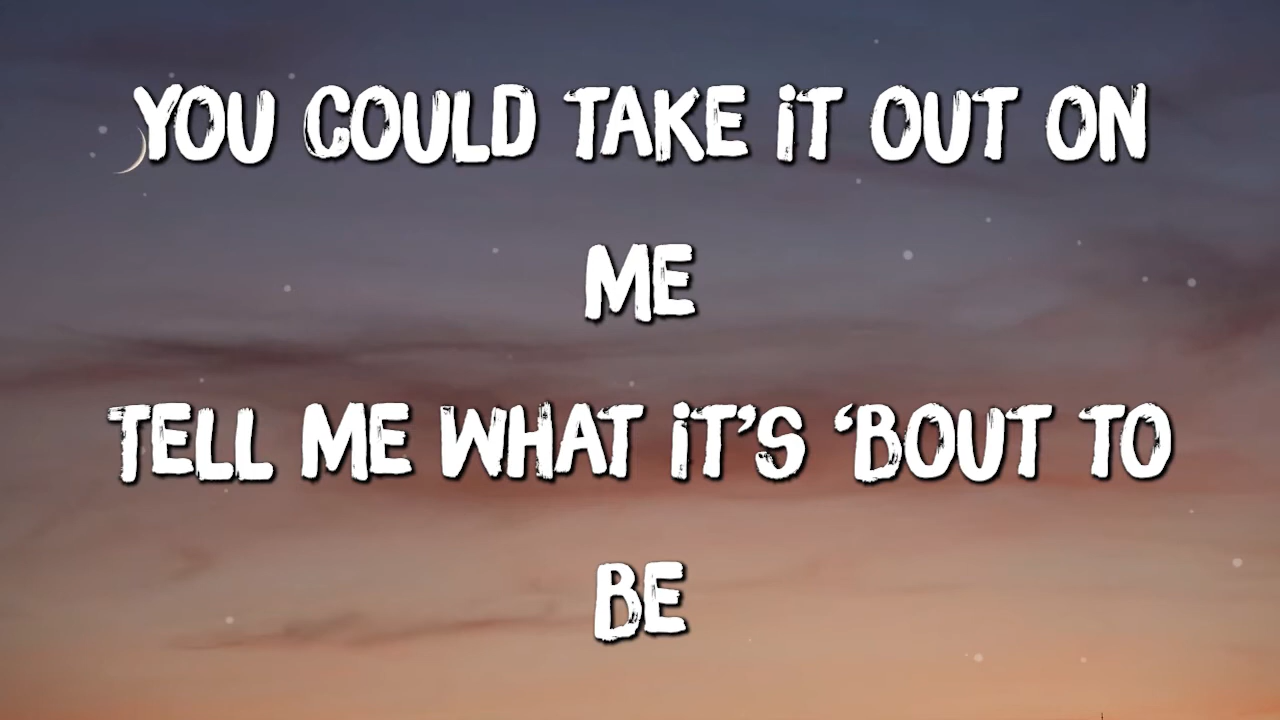 YOU COULD TAKE iT OUT ON
ME
TELL ME WHAT iT’S ‘BOUT TO
BE